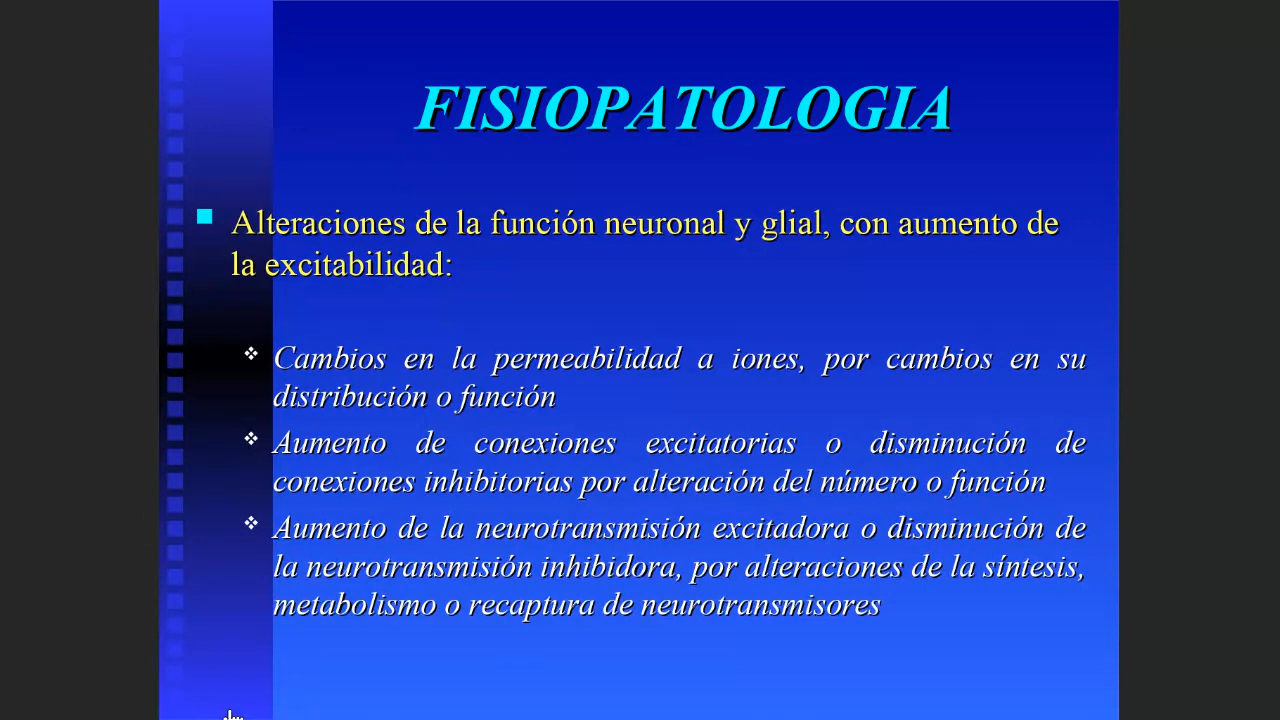 FISIOPATOLOGIA
Alteraciones de la función neuronal y glial, con aumento de
la excitabilidad:
Cambios en la permeabilidad a iones, por cambios en su
distribución o función
Aumento de conexiones excitatorias o disminución de
conexiones inhibitorias por alteración del número o función
Aumento de la neurotransmisión excitadora o disminución de
la neurotransmisión inhibidora, por alteraciones de la síntesis,
metabolismo o recaptura de neurotransmisores